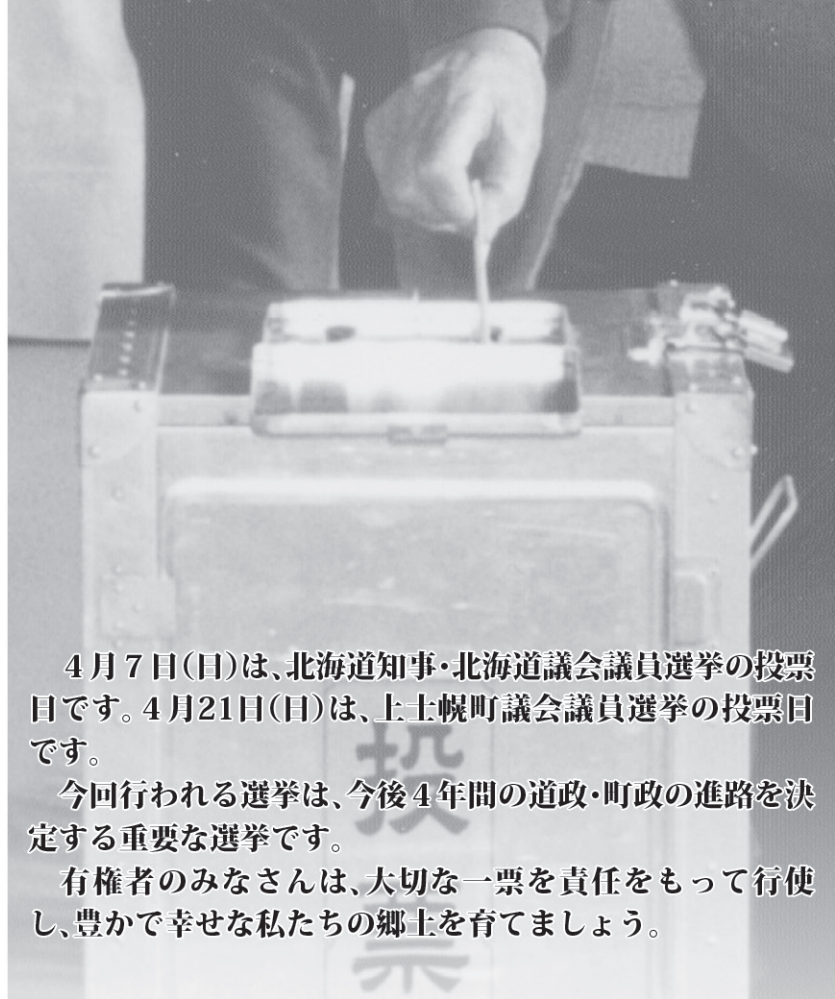 ４月７日(日)は､北海道知事･北海道議会議員選挙の投票
日です。４月21日(日)は､上士幌町議会議員選挙の投票日
です。
　今回行われる選挙は､今後４年間の道政･町政の進路を決
定する重要な選挙です。
　有権者のみなさんは､大切な一票を責任をもって行使
し､豊かで幸せな私たちの郷土を育てましょう。
投
票